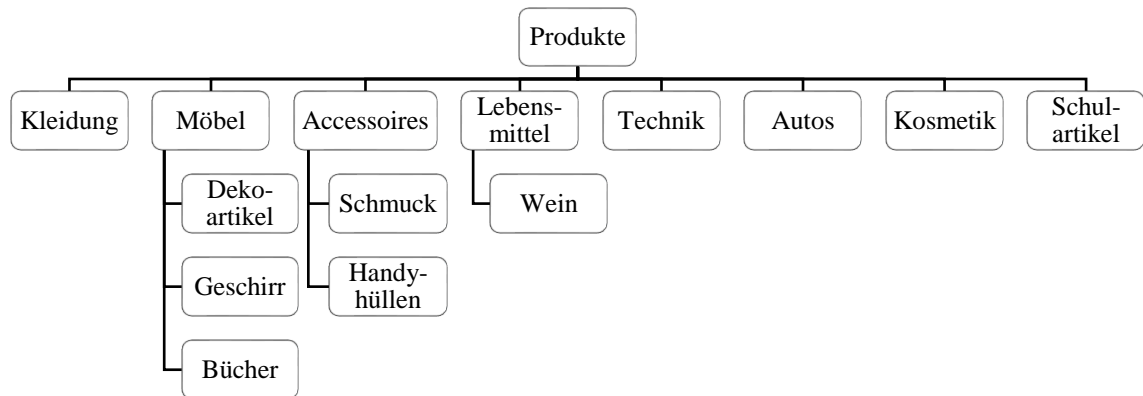 Produkte
Kleidung
Möbel
Accessoires
Lebens-
mittel
Technik
Autos
Kosmetik
Schul-
artikel
Deko-
artikel
Schmuck
Wein
Geschirr
Handy-
hüllen
Bücher